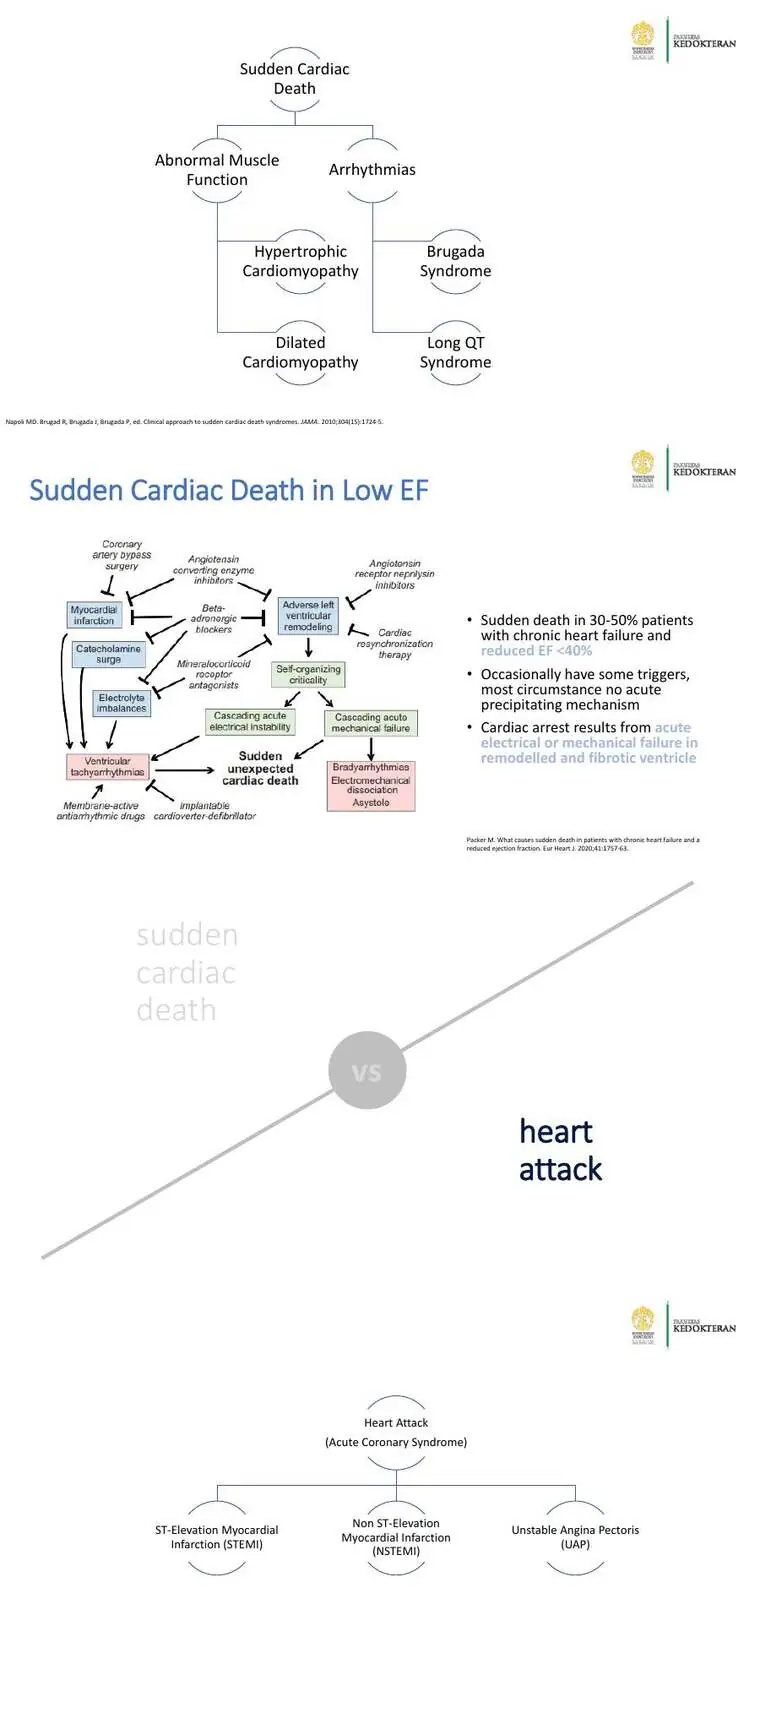 FAKULTAS
KEDOKTERAN
Sudden Cardiac
Death
Abnormal Muscle
Function
Arrhythmias
Hypertrophic
Cardiomyopathy
Brugada
Syndrome
Dilated
Cardiomyopathy
Long QT
Syndrome
Napoli MD. Brugad R, Brugada J, Brugada P, ed. Clinical approach to sudden cardiac death syndromes. JAMA. 2010;304(15):1724-5.
FAKULTAS
KEDOKTERAN
Sudden Cardiac Death in Low EF
Coronary
artery bypass
surgery
Angiotensin
converting enzyme
inhibitors
Angiotensin
receptor neprilysin
inhibitors
Myocardial
infarction
Beta-
adrenergic
blockers
Adverse left
ventricular
remodeling
Catecholamine
surge
Cardiac
resynchronization
therapy
Mineralocorticoid
receptor
antagonists
Self-organizing
criticality
Electrolyte
imbalances
Cascading acute
electrical instability
Cascading acute
mechanical failure
Ventricular
tachyarrhythmias
Sudden
unexpected
cardiac death
Bradyarrhythmias
Electromechanical
dissociation
Asystole
Membrane-active
antiarrhythmic drugs
Implantable
cardioverter-defibrillator
• Sudden death in 30-50% patients
with chronic heart failure and
reduced EF <40%
• Occasionally have some triggers,
most circumstance no acute
precipitating mechanism
• Cardiac arrest results from acute
electrical or mechanical failure in
remodelled and fibrotic ventricle
Packer M. What causes sudden death in patients with chronic heart failure and a
reduced ejection fraction. Eur Heart J. 2020;41:1757-63.
sudden
cardiac
death
vs
heart
attack
FAKULTAS
KEDOKTERAN
Heart Attack
(Acute Coronary Syndrome)
ST-Elevation Myocardial
Infarction (STEMI)
Non ST-Elevation
Myocardial Infarction
(NSTEMI)
Unstable Angina Pectoris
(UAP)